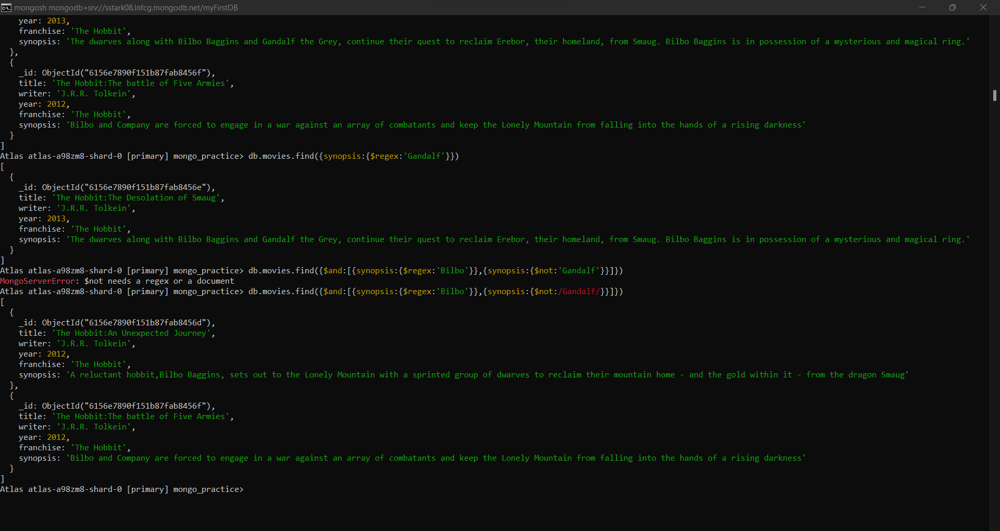 mongosh mongodb+srv://sstark08.lnfcg.mongodb.net/myFirstDB
year: 2013,
franchise: 'The Hobbit',
synopsis: 'The dwarves along with Bilbo Baggins and Gandalf the Grey, continue their quest to reclaim Erebor, their homeland, from Smaug. Bilbo Baggins is in possession of a mysterious and magical ring.'
},
{
_id: ObjectId("6156e7890f151b87fab8456f"),
title: 'The Hobbit:The battle of Five Armies',
writer: 'J.R.R. Tolkein',
year: 2012,
franchise: 'The Hobbit',
synopsis: 'Bilbo and Company are forced to engage in a war against an array of combatants and keep the Lonely Mountain from falling into the hands of a rising darkness'
}
]
Atlas atlas-a98zm8-shard-0 [primary] mongo_practice> db.movies.find({synopsis:{$regex:'Gandalf'}})
[
{
_id: ObjectId("6156e7890f151b87fab8456e"),
title: 'The Hobbit:The Desolation of Smaug',
writer: 'J.R.R. Tolkein',
year: 2013,
franchise: 'The Hobbit',
synopsis: 'The dwarves along with Bilbo Baggins and Gandalf the Grey, continue their quest to reclaim Erebor, their homeland, from Smaug. Bilbo Baggins is in possession of a mysterious and magical ring.'
}
]
Atlas atlas-a98zm8-shard-0 [primary] mongo_practice> db.movies.find({$and:[{synopsis:{$regex:'Bilbo'}},{synopsis:{$not:'Gandalf'}}]})
MongoServerError: $not needs a regex or a document
Atlas atlas-a98zm8-shard-0 [primary] mongo_practice> db.movies.find({$and:[{synopsis:{$regex:'Bilbo'}},{synopsis:{$not:/Gandalf/}}]})
[
{
_id: ObjectId("6156e7890f151b87fab8456d"),
title: 'The Hobbit:An Unexpected Journey',
writer: 'J.R.R. Tolkein',
year: 2012,
franchise: 'The Hobbit',
synopsis: 'A reluctant hobbit,Bilbo Baggins, sets out to the Lonely Mountain with a sprinted group of dwarves to reclaim their mountain home - and the gold within it - from the dragon Smaug'
},
{
_id: ObjectId("6156e7890f151b87fab8456f"),
title: 'The Hobbit:The battle of Five Armies',
writer: 'J.R.R. Tolkein',
year: 2012,
franchise: 'The Hobbit',
synopsis: 'Bilbo and Company are forced to engage in a war against an array of combatants and keep the Lonely Mountain from falling into the hands of a rising darkness'
}
]
Atlas atlas-a98zm8-shard-0 [primary] mongo_practice>